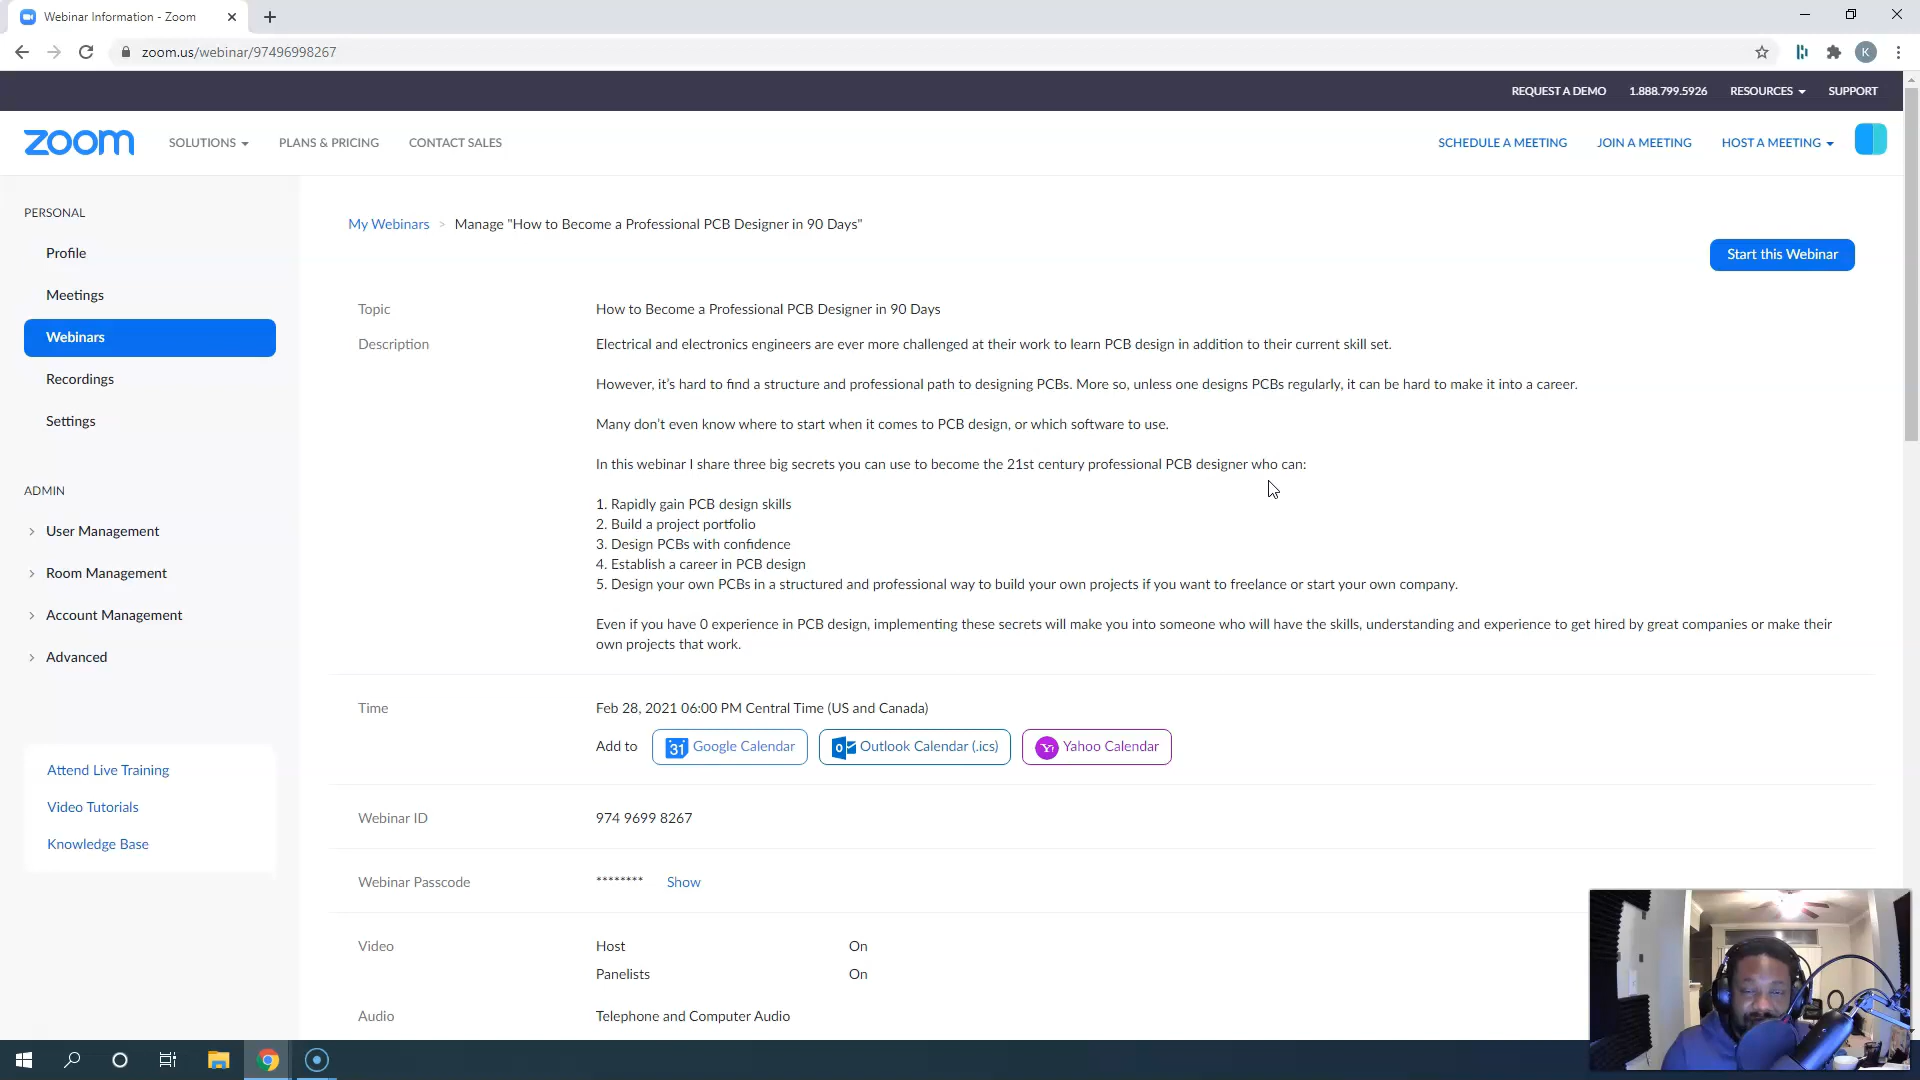 Webinar Information - Zoom
zoom.us/webinar/97496998267
K
REQUEST A DEMO 1.888.799.5926 RESOURCES SUPPORT
zoom SOLUTIONS PLANS & PRICING CONTACT SALES SCHEDULE A MEETING JOIN A MEETING HOST A MEETING
PERSONAL
Profile
Meetings
Webinars
Recordings
Settings
ADMIN
User Management
Room Management
Account Management
Advanced
Attend Live Training
Video Tutorials
Knowledge Base
My Webinars > Manage "How to Become a Professional PCB Designer in 90 Days"
Start this Webinar
Topic How to Become a Professional PCB Designer in 90 Days
Description Electrical and electronics engineers are ever more challenged at their work to learn PCB design in addition to their current skill set.
However, it's hard to find a structure and professional path to designing PCBs. More so, unless one designs PCBs regularly, it can be hard to make it into a career.
Many don't even know where to start when it comes to PCB design, or which software to use.
In this webinar I share three big secrets you can use to become the 21st century professional PCB designer who can:
1. Rapidly gain PCB design skills
2. Build a project portfolio
3. Design PCBs with confidence
4. Establish a career in PCB design
5. Design your own PCBs in a structured and professional way to build your own projects if you want to freelance or start your own company.
Even if you have 0 experience in PCB design, implementing these secrets will make you into someone who will have the skills, understanding and experience to get hired by great companies or make their
own projects that work.
Time Feb 28, 2021 06:00 PM Central Time (US and Canada)
Add to 31 Google Calendar Outlook Calendar (.ics) Yahoo Calendar
Webinar ID 974 9699 8267
Webinar Passcode ******** Show
Video Host On
Panelists On
Audio Telephone and Computer Audio